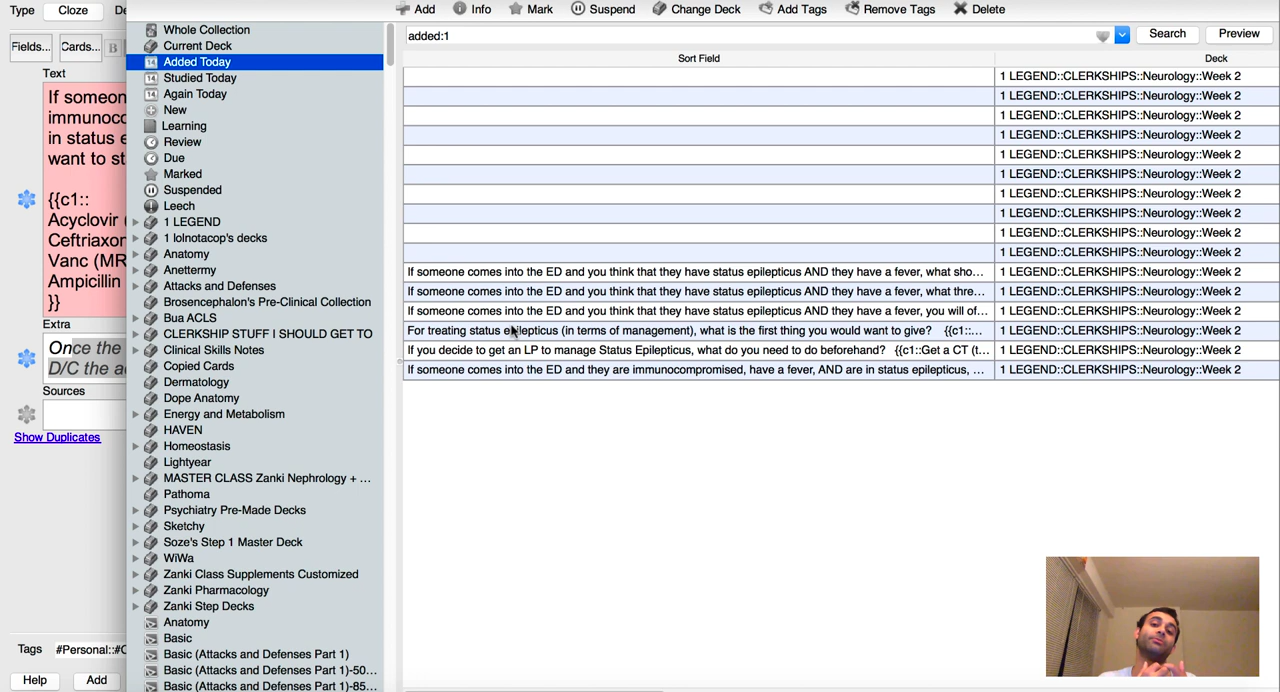 Type
Close
Fields...
Cards...
B
Text
If someon
immunoco
in status e
want to st
{{c1::
Acyclovir (
Ceftriaxon
Vanc (MR
Ampicillin
}}
Extra
Once the
D/C the a
Sources
Show Duplicates
Tags
#Personal::#C
Help
Add
Add
Info
Mark
Suspend
Change Deck
Add Tags
Remove Tags
Delete
Whole Collection
Current Deck
Added Today
Studied Today
Again Today
New
Learning
Review
Due
Marked
Suspended
Leech
1 LEGEND
1 lolnotacop's decks
Anatomy
Anettermy
Attacks and Defenses
Brosencephalon's Pre-Clinical Collection
Bua ACLS
CLERKSHIP STUFF I SHOULD GET TO
Clinical Skills Notes
Copied Cards
Dermatology
Dope Anatomy
Energy and Metabolism
HAVEN
Homeostasis
Lightyear
MASTER CLASS Zanki Nephrology + ...
Pathoma
Psychiatry Pre-Made Decks
Sketchy
Soze's Step 1 Master Deck
WiWa
Zanki Class Supplements Customized
Zanki Pharmacology
Zanki Step Decks
Anatomy
Basic
Basic (Attacks and Defenses Part 1)
Basic (Attacks and Defenses Part 1)-50...
Basic (Attacks and Defenses Part 1)-85...
added:1
Search
Preview
Sort Field
Deck
1 LEGEND::CLERKSHIPS::Neurology::Week 2
1 LEGEND::CLERKSHIPS::Neurology::Week 2
1 LEGEND::CLERKSHIPS::Neurology::Week 2
1 LEGEND::CLERKSHIPS::Neurology::Week 2
1 LEGEND::CLERKSHIPS::Neurology::Week 2
1 LEGEND::CLERKSHIPS::Neurology::Week 2
1 LEGEND::CLERKSHIPS::Neurology::Week 2
1 LEGEND::CLERKSHIPS::Neurology::Week 2
1 LEGEND::CLERKSHIPS::Neurology::Week 2
1 LEGEND::CLERKSHIPS::Neurology::Week 2
If someone comes into the ED and you think that they have status epilepticus AND they have a fever, what sho... 1 LEGEND::CLERKSHIPS::Neurology::Week 2
If someone comes into the ED and you think that they have status epilepticus AND they have a fever, what thre... 1 LEGEND::CLERKSHIPS::Neurology::Week 2
If someone comes into the ED and you think that they have status epilepticus AND they have a fever, you will of... 1 LEGEND::CLERKSHIPS::Neurology::Week 2
For treating status epilepticus (in terms of management), what is the first thing you would want to give? {{c1::... 1 LEGEND::CLERKSHIPS::Neurology::Week 2
If you decide to get an LP to manage Status Epilepticus, what do you need to do beforehand? {{c1::Get a CT (t... 1 LEGEND::CLERKSHIPS::Neurology::Week 2
If someone comes into the ED and they are immunocompromised, have a fever, AND are in status epilepticus, ... 1 LEGEND::CLERKSHIPS::Neurology::Week 2